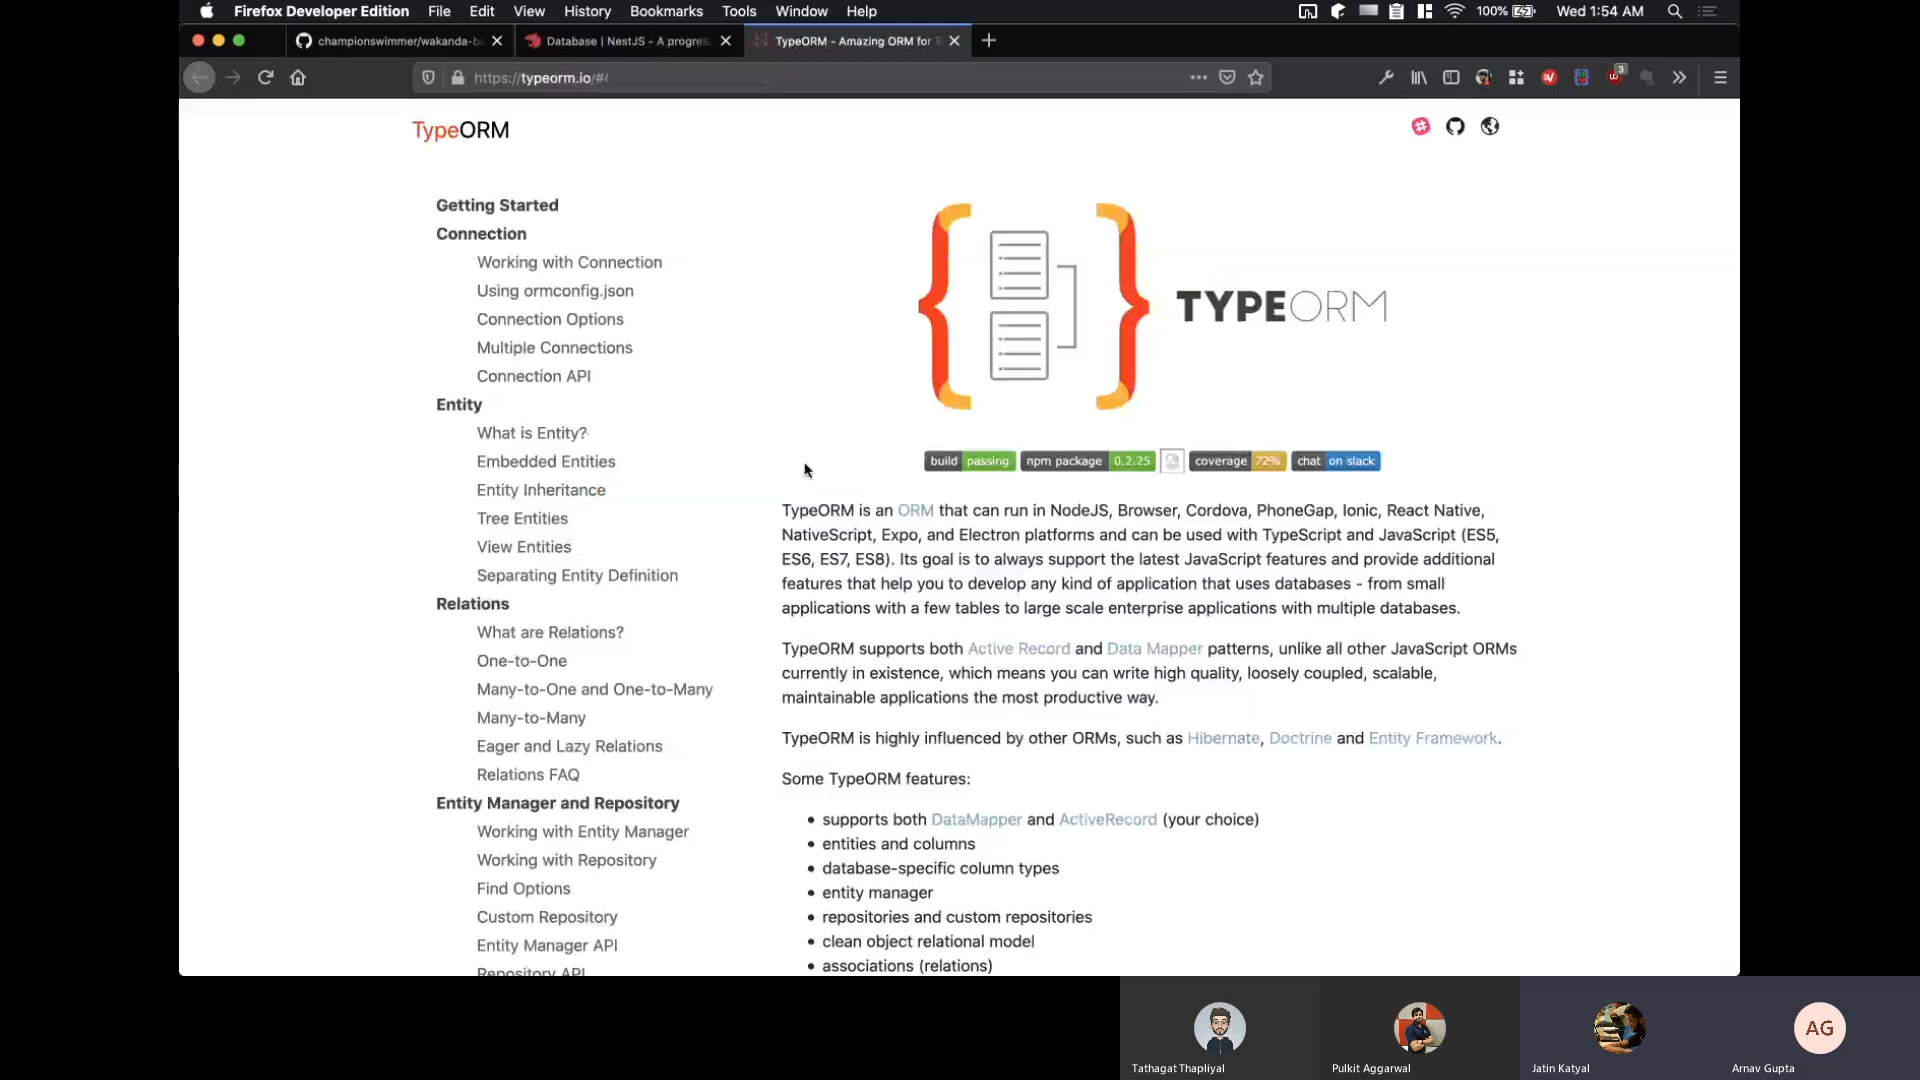 Firefox Developer Edition File Edit View History Bookmarks Tools Window Help 100% Wed 1:54 AM
championswimmer/wakanda-b Database | NestJS - A progres TypeORM - Amazing ORM for
https://typeorm.io/#/ 3
TypeORM
Getting Started
Connection
Working with Connection
Using ormconfig.json
Connection Options
Multiple Connections
Connection API
Entity
What is Entity?
Embedded Entities
Entity Inheritance
Tree Entities
View Entities
Separating Entity Definition
Relations
What are Relations?
One-to-One
Many-to-One and One-to-Many
Many-to-Many
Eager and Lazy Relations
Relations FAQ
Entity Manager and Repository
Working with Entity Manager
Working with Repository
Find Options
Custom Repository
Entity Manager API
Repository API
TYPEORM
build passing npm package 0.2.25 coverage 72% chat on slack
TypeORM is an ORM that can run in NodeJS, Browser, Cordova, PhoneGap, Ionic, React Native,
NativeScript, Expo, and Electron platforms and can be used with TypeScript and JavaScript (ES5,
ES6, ES7, ES8). Its goal is to always support the latest JavaScript features and provide additional
features that help you to develop any kind of application that uses databases - from small
applications with a few tables to large scale enterprise applications with multiple databases.
TypeORM supports both Active Record and Data Mapper patterns, unlike all other JavaScript ORMs
currently in existence, which means you can write high quality, loosely coupled, scalable,
maintainable applications the most productive way.
TypeORM is highly influenced by other ORMs, such as Hibernate, Doctrine and Entity Framework.
Some TypeORM features:
• supports both DataMapper and ActiveRecord (your choice)
• entities and columns
• database-specific column types
• entity manager
• repositories and custom repositories
• clean object relational model
• associations (relations)
AG
Tathagat Thapliyal Pulkit Aggarwal Jatin Katyal Arnav Gupta